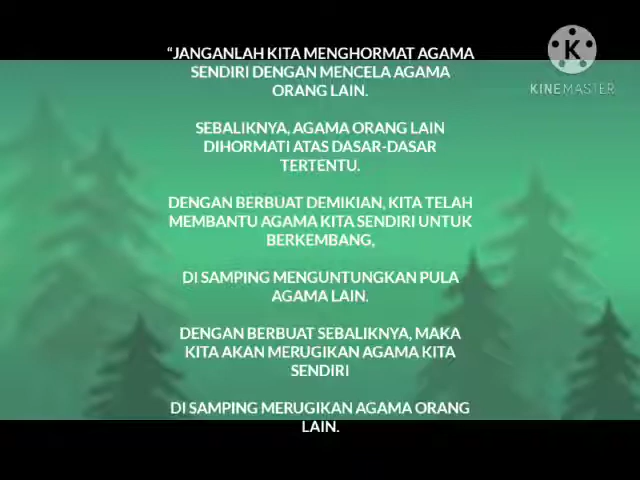 “JANGANLAH KITA MENGHORMAT AGAMA
SENDIRI DENGAN MENCELA AGAMA
ORANG LAIN.
SEBALIKNYA, AGAMA ORANG LAIN
DIHORMATI ATAS DASAR-DASAR
TERTENTU.
DENGAN BERBUAT DEMIKIAN, KITA TELAH
MEMBANTU AGAMA KITA SENDIRI UNTUK
BERKEMBANG,
DI SAMPING MENGUNTUNGKAN PULA
AGAMA LAIN.
DENGAN BERBUAT SEBALIKNYA, MAKA
KITA AKAN MERUGIKAN AGAMA KITA
SENDIRI
DI SAMPING MERUGIKAN AGAMA ORANG
LAIN.
K
KINEMASTER